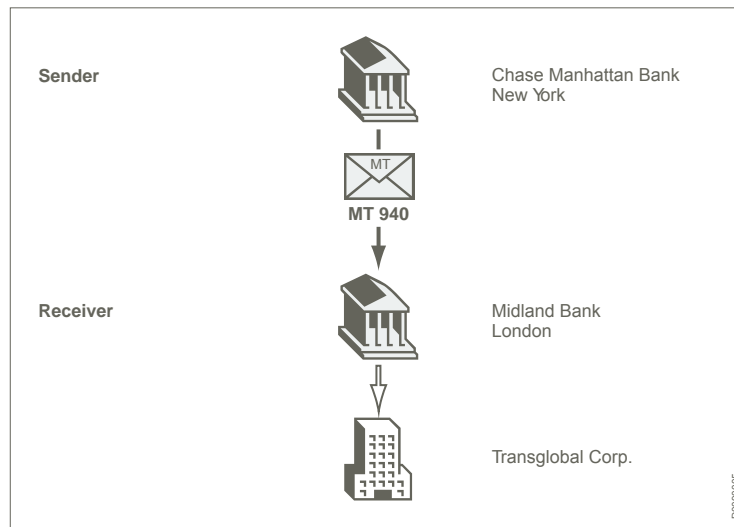 Sender
Chase Manhattan Bank
New York
MT
MT 940
Receiver
Midland Bank
London
Transglobal Corp.